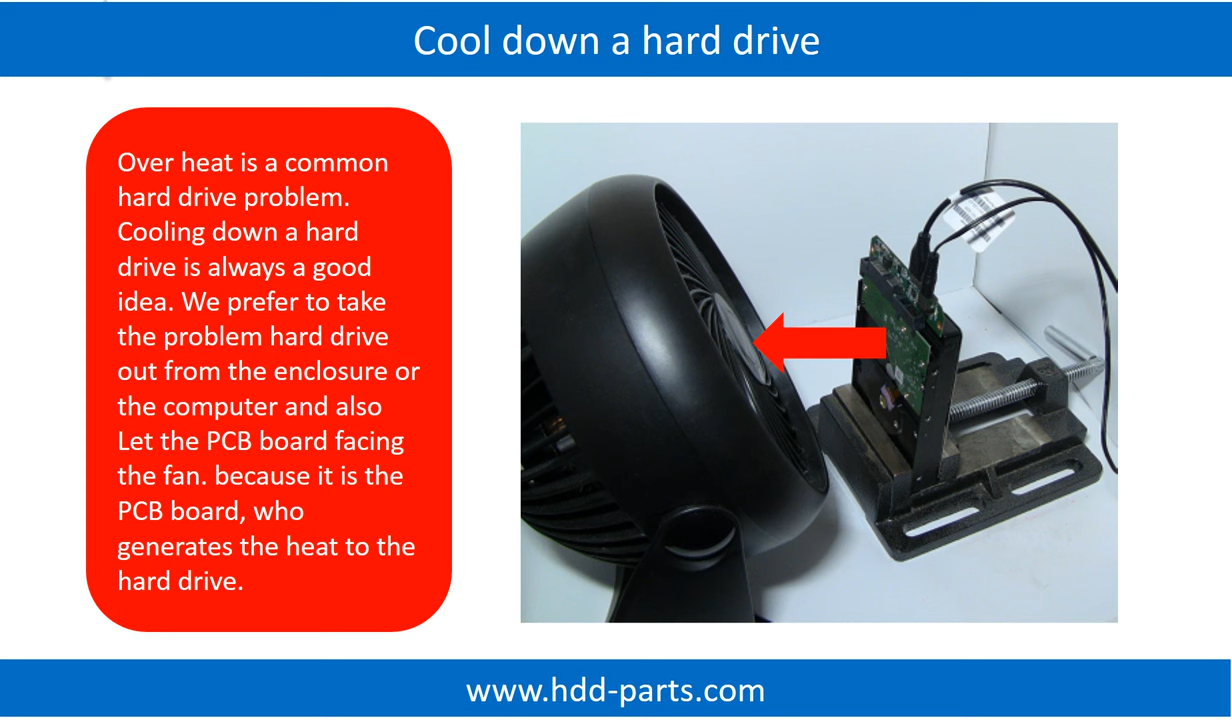 Cool down a hard drive
Over heat is a common
hard drive problem.
Cooling down a hard
drive is always a good
idea. We prefer to take
the problem hard drive
out from the enclosure or
the computer and also
Let the PCB board facing
the fan. because it is the
PCB board, who
generates the heat to the
hard drive.
www.hdd-parts.com